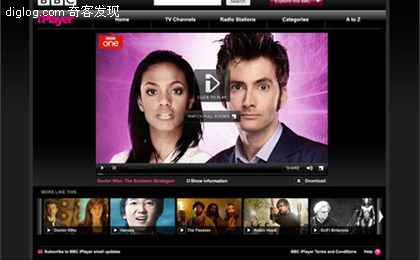 diglog.com 奇客发现
BBC
iPlayer
Search
Explore the BBC
Home
TV Channels
Radio Stations
Categories
A to Z
BBC
one
CLICK TO PLAY
WATCH FULL SCREEN
SHARE
Doctor Who: The Sontaran Stratagem
Show Information
Download
MORE LIKE THIS
Doctor Who
Heroes
The Passion
Robin Hood
SciFi Britannia
Subscribe to BBC iPlayer email updates
BBC iPlayer Terms and Conditions
Help